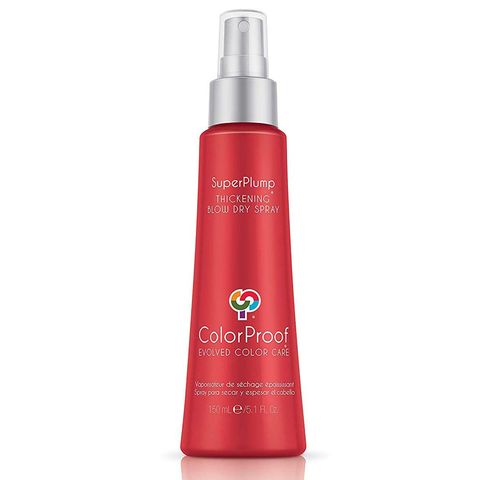 SuperPlump®
THICKENING
BLOW DRY SPRAY
ColorProof®
EVOLVED COLOR CARE
Vaporisateur de séchage épaississant
Spray para secar y espesar el cabello
150 mL ℮/5.1 Fl. Oz.